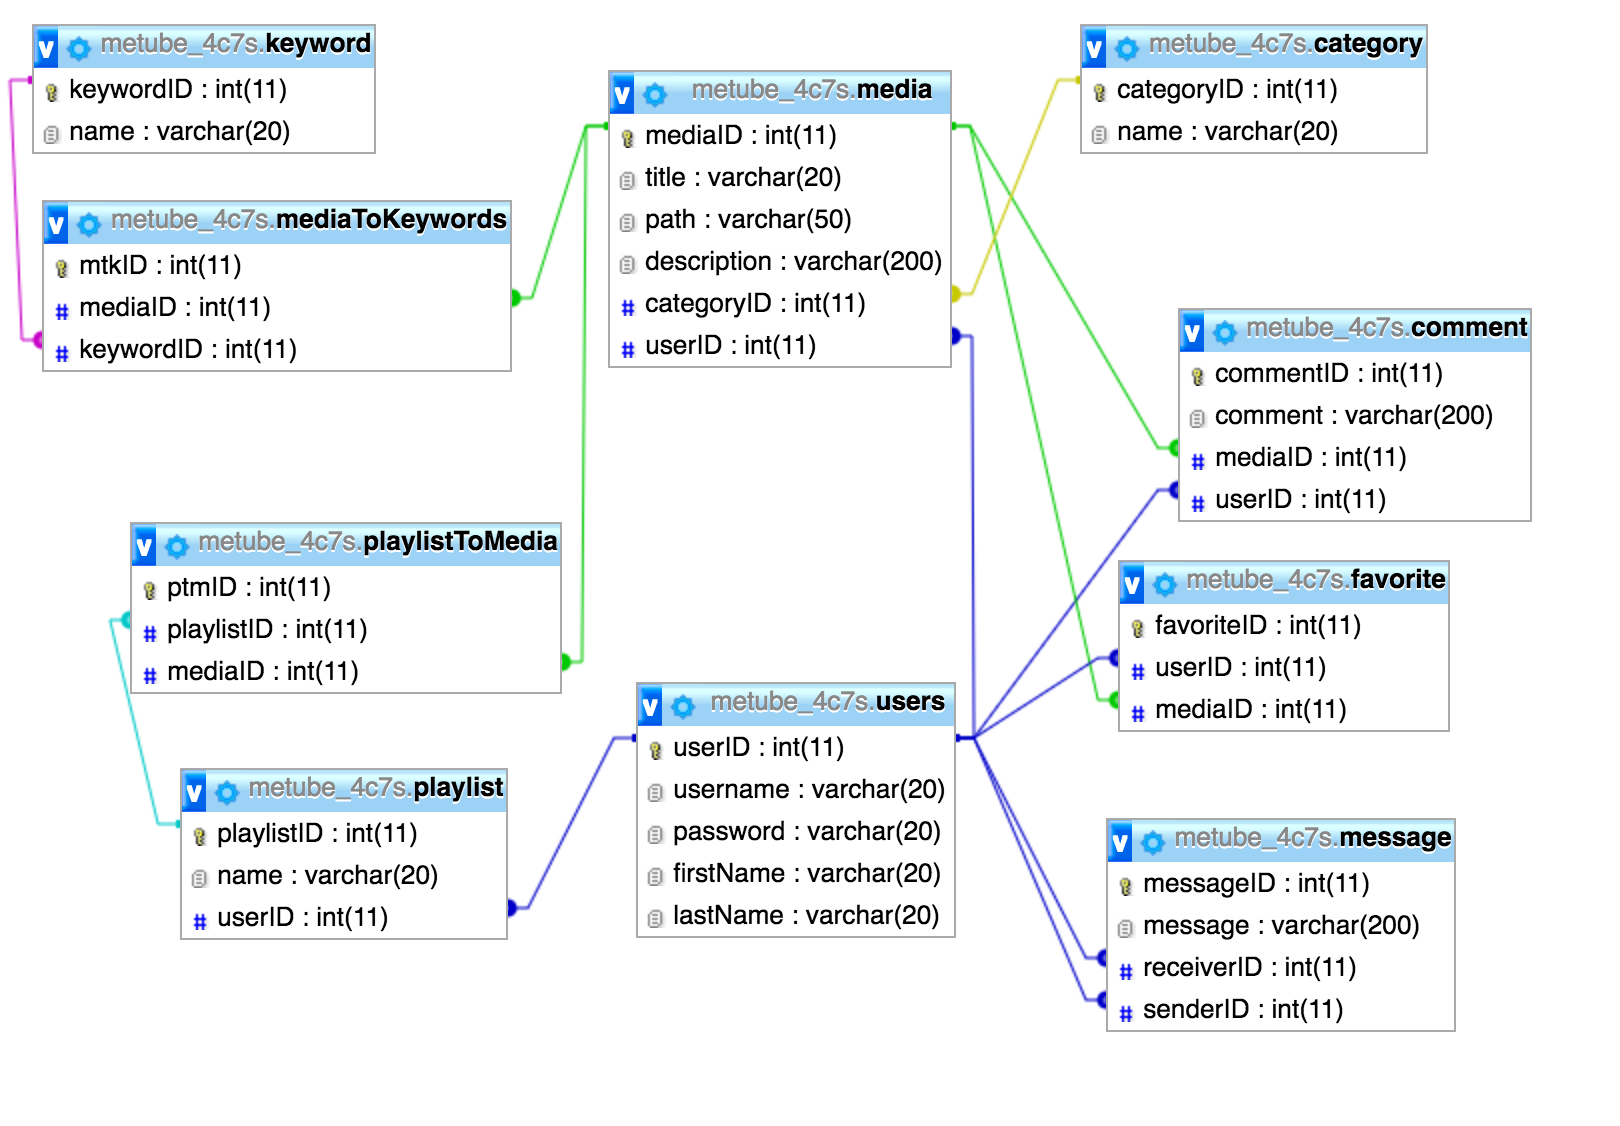 v metube_4c7s.keyword
keywordID : int(11)
name : varchar(20)
v metube_4c7s.mediaToKeywords
mtkID : int(11)
# mediaID : int(11)
# keywordID : int(11)
v metube_4c7s.media
mediaID : int(11)
title : varchar(20)
path : varchar(50)
description : varchar(200)
# categoryID : int(11)
# userID : int(11)
v metube_4c7s.category
categoryID : int(11)
name : varchar(20)
v metube_4c7s.comment
commentID : int(11)
comment : varchar(200)
# mediaID : int(11)
# userID : int(11)
v metube_4c7s.playlistToMedia
ptmID : int(11)
# playlistID : int(11)
# mediaID : int(11)
v metube_4c7s.favorite
favoriteID : int(11)
# userID : int(11)
# mediaID : int(11)
v metube_4c7s.playlist
playlistID : int(11)
name : varchar(20)
# userID : int(11)
v metube_4c7s.users
userID : int(11)
username : varchar(20)
password : varchar(20)
firstName : varchar(20)
lastName : varchar(20)
v metube_4c7s.message
messageID : int(11)
message : varchar(200)
# receiverID : int(11)
# senderID : int(11)